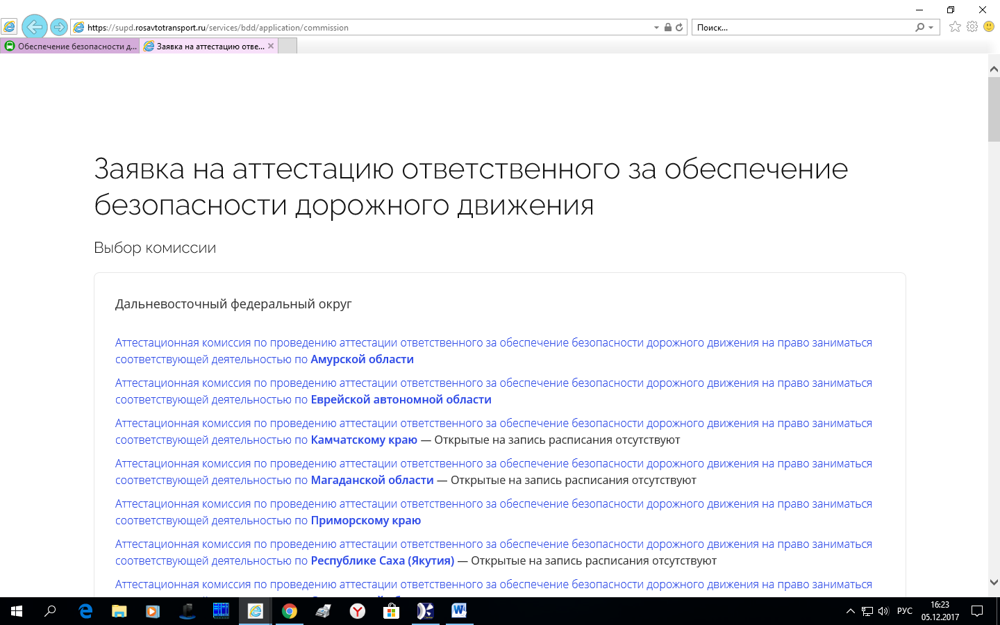 https://supd.rosavtotransport.ru/services/bdd/application/commission
Поиск...
Обеспечение безопасности д...
Заявка на аттестацию отве...
Заявка на аттестацию ответственного за обеспечение
безопасности дорожного движения
Выбор комиссии
Дальневосточный федеральный округ
Аттестационная комиссия по проведению аттестации ответственного за обеспечение безопасности дорожного движения на право заниматься
соответствующей деятельностью по Амурской области
Аттестационная комиссия по проведению аттестации ответственного за обеспечение безопасности дорожного движения на право заниматься
соответствующей деятельностью по Еврейской автономной области
Аттестационная комиссия по проведению аттестации ответственного за обеспечение безопасности дорожного движения на право заниматься
соответствующей деятельностью по Камчатскому краю — Открытые на запись расписания отсутствуют
Аттестационная комиссия по проведению аттестации ответственного за обеспечение безопасности дорожного движения на право заниматься
соответствующей деятельностью по Магаданской области — Открытые на запись расписания отсутствуют
Аттестационная комиссия по проведению аттестации ответственного за обеспечение безопасности дорожного движения на право заниматься
соответствующей деятельностью по Приморскому краю
Аттестационная комиссия по проведению аттестации ответственного за обеспечение безопасности дорожного движения на право заниматься
соответствующей деятельностью по Республике Саха (Якутия) — Открытые на запись расписания отсутствуют
Аттестационная комиссия по проведению аттестации ответственного за обеспечение безопасности дорожного движения на право заниматься
РУС
16:23
05.12.2017